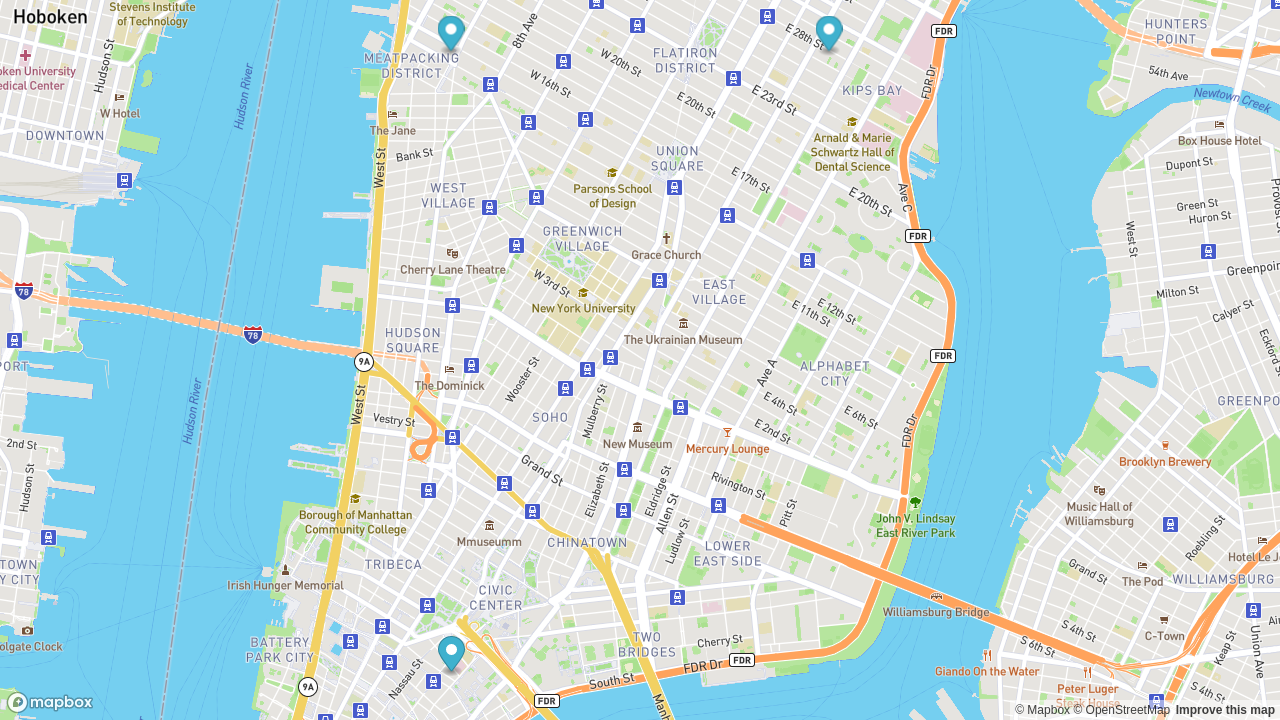 Hoboken
Stevens Institute
of Technology
Hudson St
oken University
edical Center
W Hotel
DOWNTOWN
Hudson River
MEATPACKING
DISTRICT
8th Ave
W 20th St
W 16th St
FLATIRON
DISTRICT
E 28th St
E 23rd St
E 20th St
KIPS BAY
FDR
FDR Dr
HUNTERS
POINT
54th Ave
Newtown Creek
Box House Hotel
The Jane
Bank St
West St
Arnald & Marie
Schwartz Hall of
Dental Science
UNION
SQUARE
E 17th St
Dupont St
Provost St
WEST
VILLAGE
Parsons School
of Design
E 20th St
Ave C
Green St
Huron St
GREENWICH
VILLAGE
Grace Church
FDR
West St
Cherry Lane Theatre
W 3rd St
Greenpoin
78
New York University
EAST
VILLAGE
E 12th St
E 11th St
Milton St
Calyer St
78
HUDSON
SQUARE
The Ukrainian Museum
9A
FDR
PORT
Hudson River
The Dominick
Wooster St
Ave A
ALPHABET
CITY
Eckford St
GREENPO
West St
Vestry St
SOHO
Mulberry St
E 4th St
E 6th St
E 2nd St
FDR Dr
2nd St
New Museum
Mercury Lounge
Brooklyn Brewery
Hudson St
Grand St
Elizabeth St
Eldridge St
Rivington St
Borough of Manhattan
Community College
Allen St
Pitt St
John V. Lindsay
East River Park
Music Hall of
Williamsburg
Roebling St
Mmuseumm
CHINATOWN
Ludlow St
LOWER
EAST SIDE
Hotel Le J
TOWN
Y CITY
TRIBECA
Irish Hunger Memorial
Grand St
The Pod
WILLIAMSBURG
CIVIC
CENTER
Williamsburg Bridge
S 4th St
C-Town
BATTERY
PARK CITY
TWO
BRIDGES
Cherry St
S 6th St
Keap St
Union Ave
olgate Clock
Nassau St
FDR Dr
FDR
Giando On the Water
9A
South St
Peter Luger
Steak House
S 4th St
FDR
mapbox
© Mapbox © OpenStreetMap Improve this map